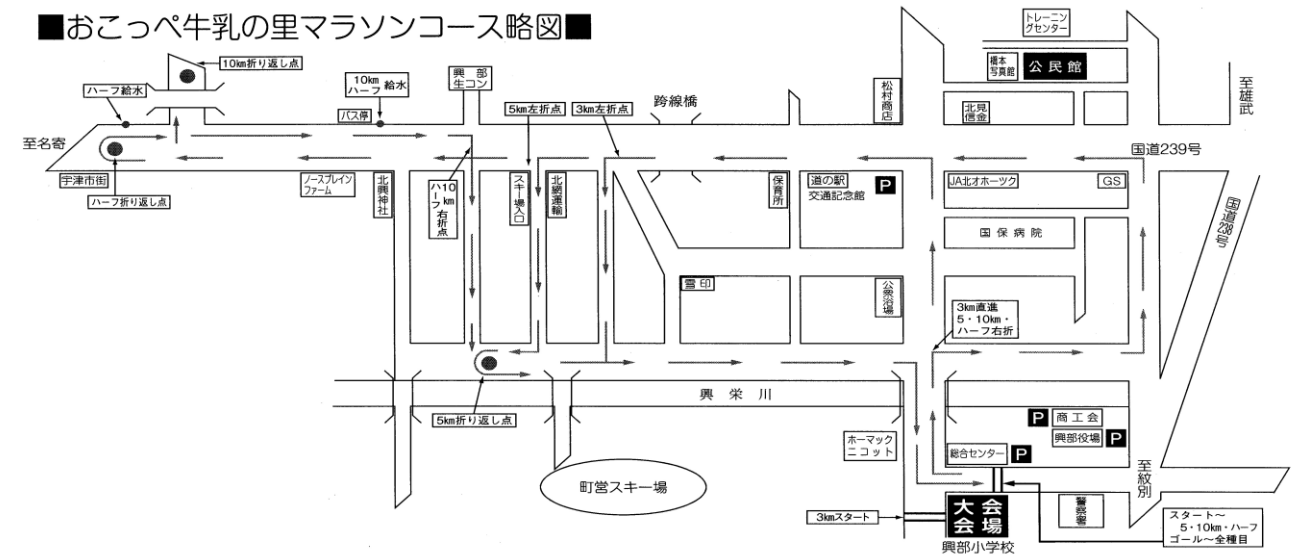 ■おこっぺ牛乳の里マラソンコース略図■
トレーニン
グセンター
10km折り返し点
橋本
写真館
公民館
ハーフ給水
10km
ハーフ
給水
興部
生コン
松村商店
至雄武
バス停
5km左折点
3km左折点
跨線橋
北見
信金
至名寄
国道239号
宇津市街
ノースプレイン
ファーム
北興神社
10km
ハーフ
右折点
スキー場入口
北網運輸
保育所
道の駅
交通記念館
P
JA北オホーツク
GS
ハーフ折り返し点
国道238号
国保病院
雪印
公衆浴場
3km直進
5・10km・
ハーフ右折
興栄川
5km折り返し点
P
商工会
興部役場
P
ホーマック
ニコット
総合センター
P
至紋別
町営スキー場
3kmスタート
大会
会場
警察署
スタート〜
5・10km・ハーフ
ゴール〜全種目
興部小学校